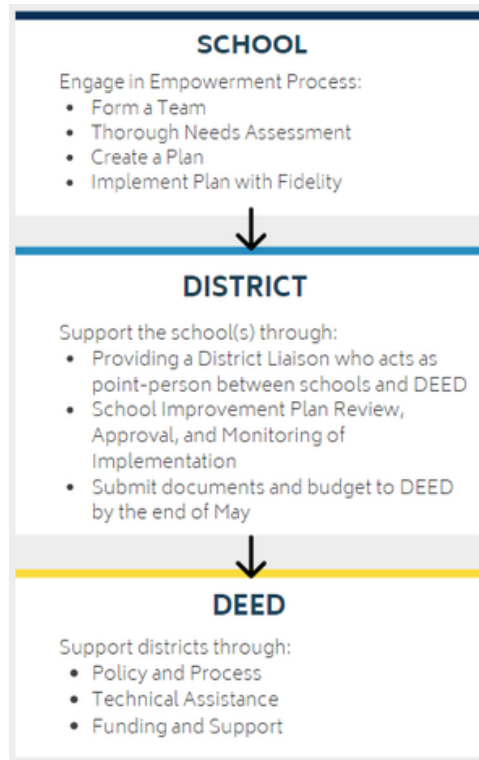 SCHOOL
Engage in Empowerment Process:
• Form a Team
• Thorough Needs Assessment
• Create a Plan
• Implement Plan with Fidelity
DISTRICT
Support the school(s) through:
• Providing a District Liaison who acts as
point-person between schools and DEED
• School Improvement Plan Review,
Approval, and Monitoring of
Implementation
• Submit documents and budget to DEED
by the end of May
DEED
Support districts through:
• Policy and Process
• Technical Assistance
• Funding and Support